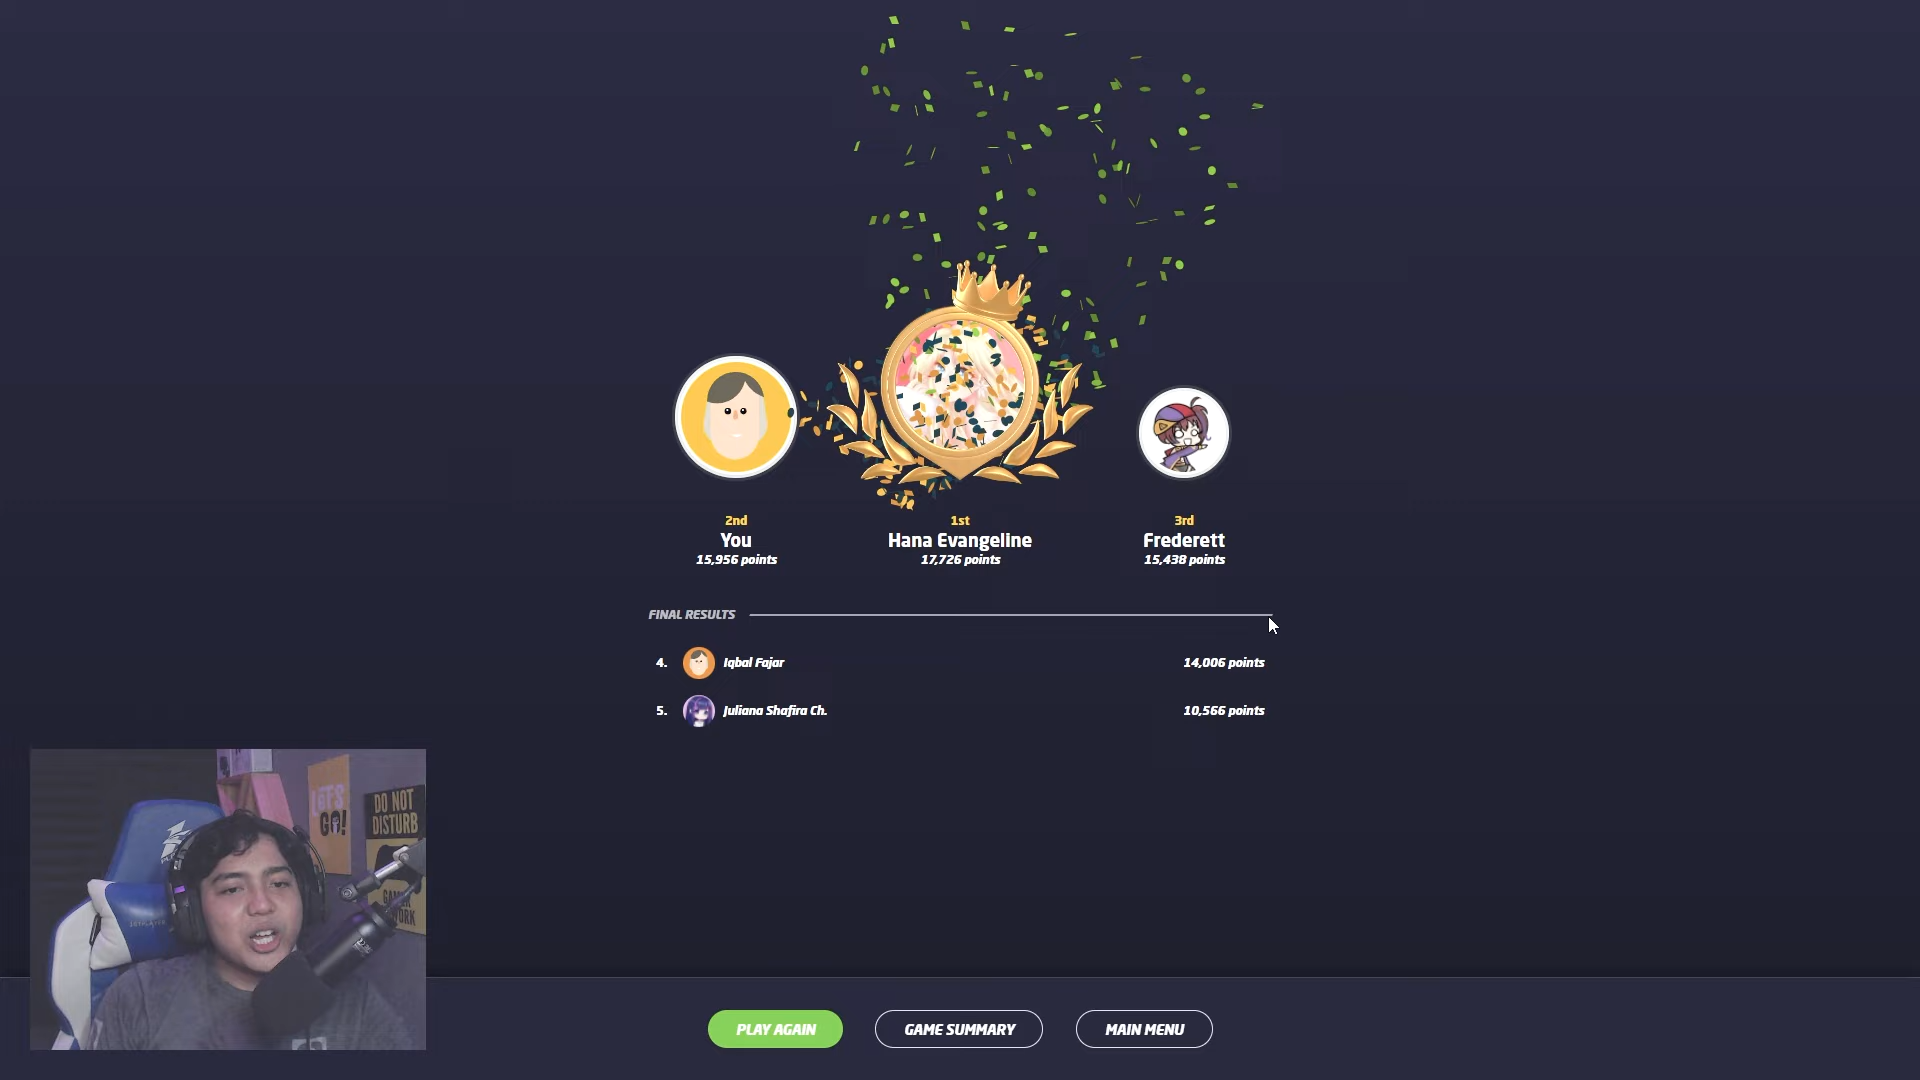 2nd
You
15,956 points
1st
Hana Evangeline
17,726 points
3rd
Frederett
15,438 points
FINAL RESULTS
4. Iqbal Fajar 14,006 points
5. Juliana Shafira Ch. 10,566 points
LET'S
GO!
DO NOT
DISTURB
PLAY AGAIN
GAME SUMMARY
MAIN MENU